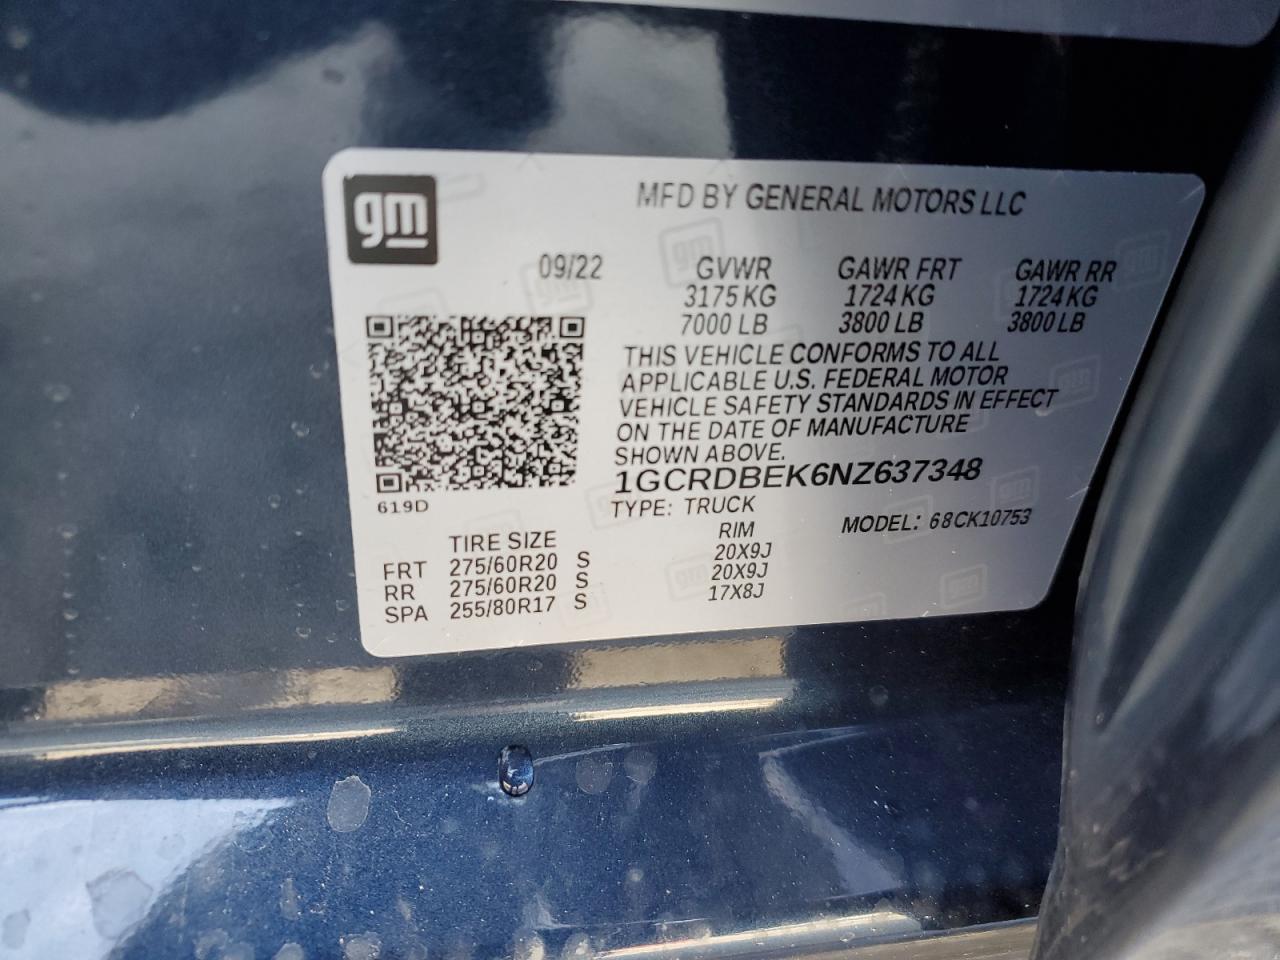 gm
MFD BY GENERAL MOTORS LLC
09/22 GVWR GAWR FRT GAWR RR
3175 KG 1724 KG 1724 KG
7000 LB 3800 LB 3800 LB
THIS VEHICLE CONFORMS TO ALL
APPLICABLE U.S. FEDERAL MOTOR
VEHICLE SAFETY STANDARDS IN EFFECT
ON THE DATE OF MANUFACTURE
SHOWN ABOVE.
1GCRDBEK6NZ637348
619D
TYPE: TRUCK MODEL: 68CK10753
TIRE SIZE RIM
FRT 275/60R20 S 20X9J
RR 275/60R20 S 20X9J
SPA 255/80R17 S 17X8J